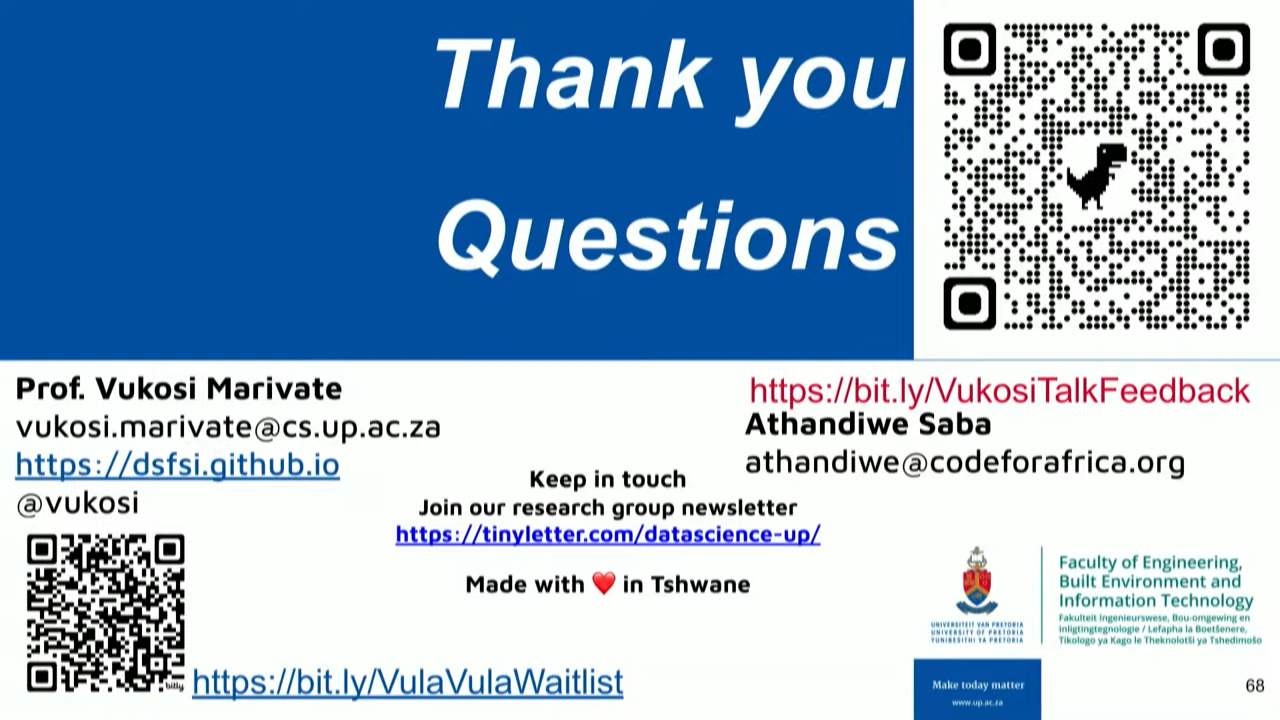 Thank you
Questions
Prof. Vukosi Marivate
vukosi.marivate@cs.up.ac.za
https://dsfsi.github.io
@vukosi
https://bit.ly/VukosiTalkFeedback
Athandiwe Saba
athandiwe@codeforafrica.org
Keep in touch
Join our research group newsletter
https://tinyletter.com/datascience-up/
Made with ❤️ in Tshwane
bitly
https://bit.ly/VulaVulaWaitlist
UNIVERSITEIT VAN PRETORIA
UNIVERSITY OF PRETORIA
YUNIBESITHI YA PRETORIA
Faculty of Engineering,
Built Environment and
Information Technology
Fakulteit Ingenieurswese, Bou-omgewing en
Inligtingtegnologie / Lefapha la Boetšenere,
Tikologo ya Kago le Theknolotši ya Tshedimošo
Make today matter
www.up.ac.za
68